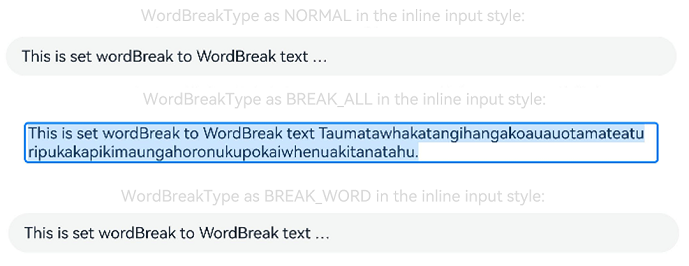 WordBreakType as NORMAL in the inline input style:
This is set wordBreak to WordBreak text ...
WordBreakType as BREAK_ALL in the inline input style:
This is set wordBreak to WordBreak text Taumatawhakatangihangakoauauotamateatu
ripukakapikimaungahoronukupokaiwhenuakitanatahu.
WordBreakType as BREAK_WORD in the inline input style:
This is set wordBreak to WordBreak text ...